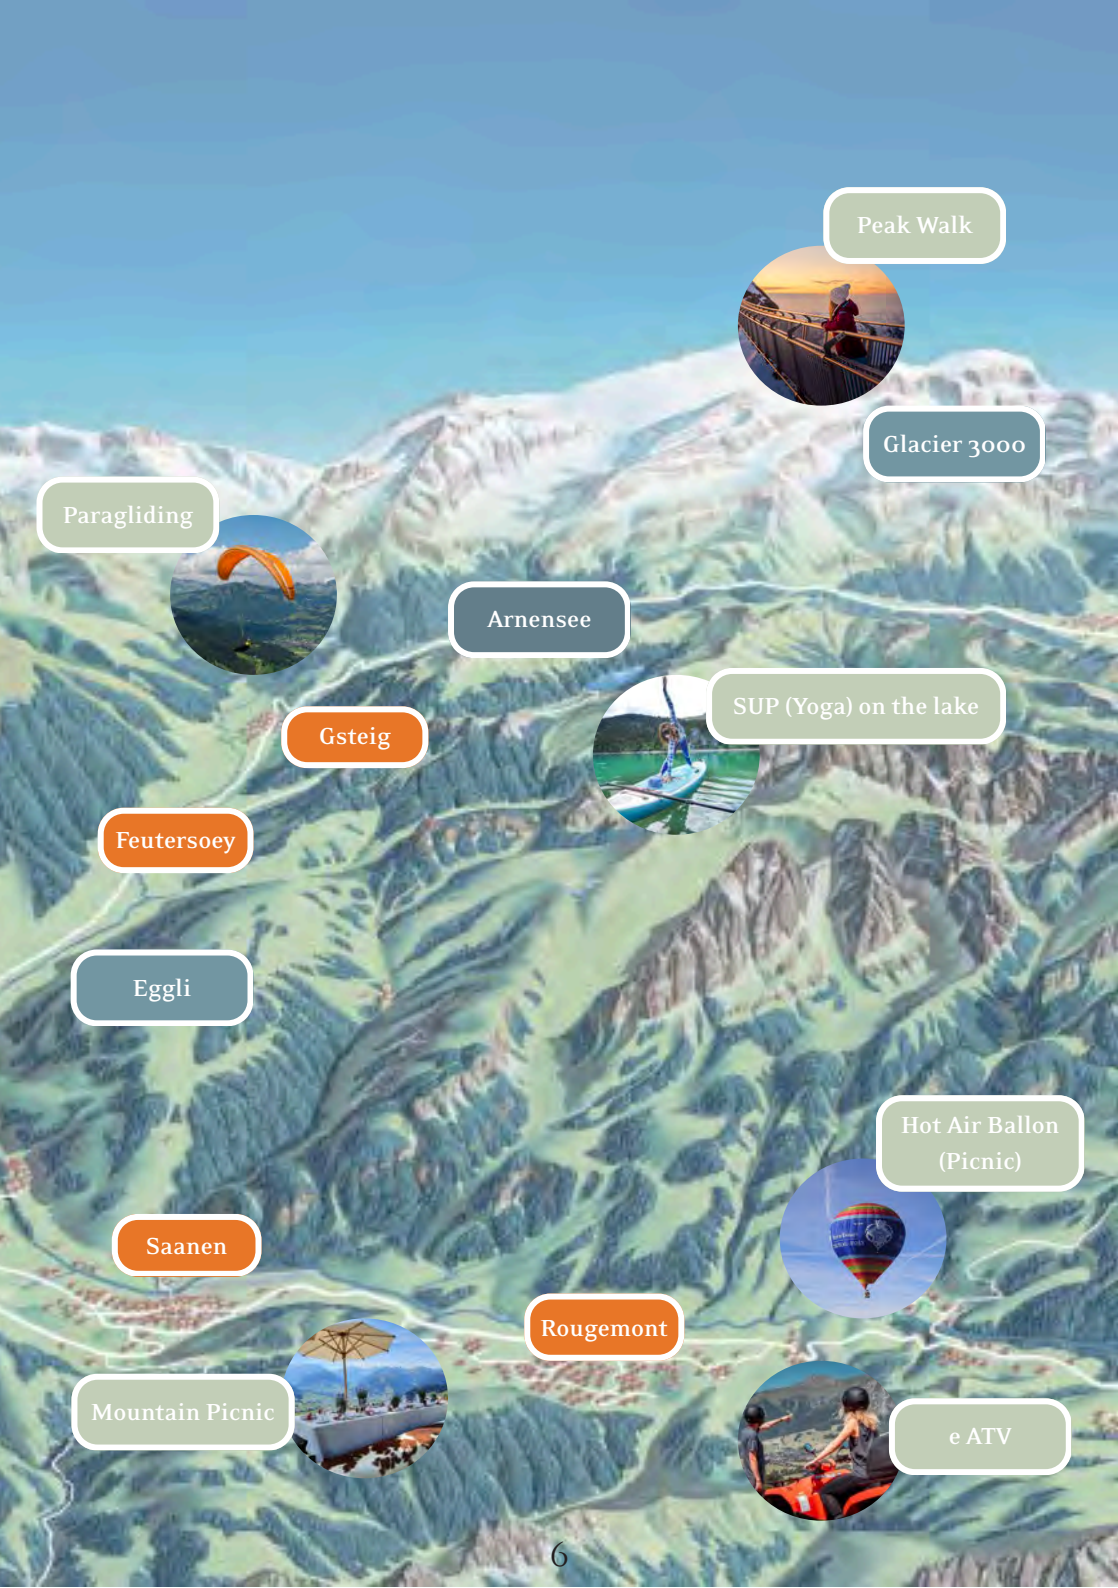 Peak Walk
Glacier 3000
Paragliding
Arnensee
SUP (Yoga) on the lake
Gsteig
Feutersoey
Eggli
Hot Air Ballon
(Picnic)
Saanen
Rougemont
Mountain Picnic
e ATV
6